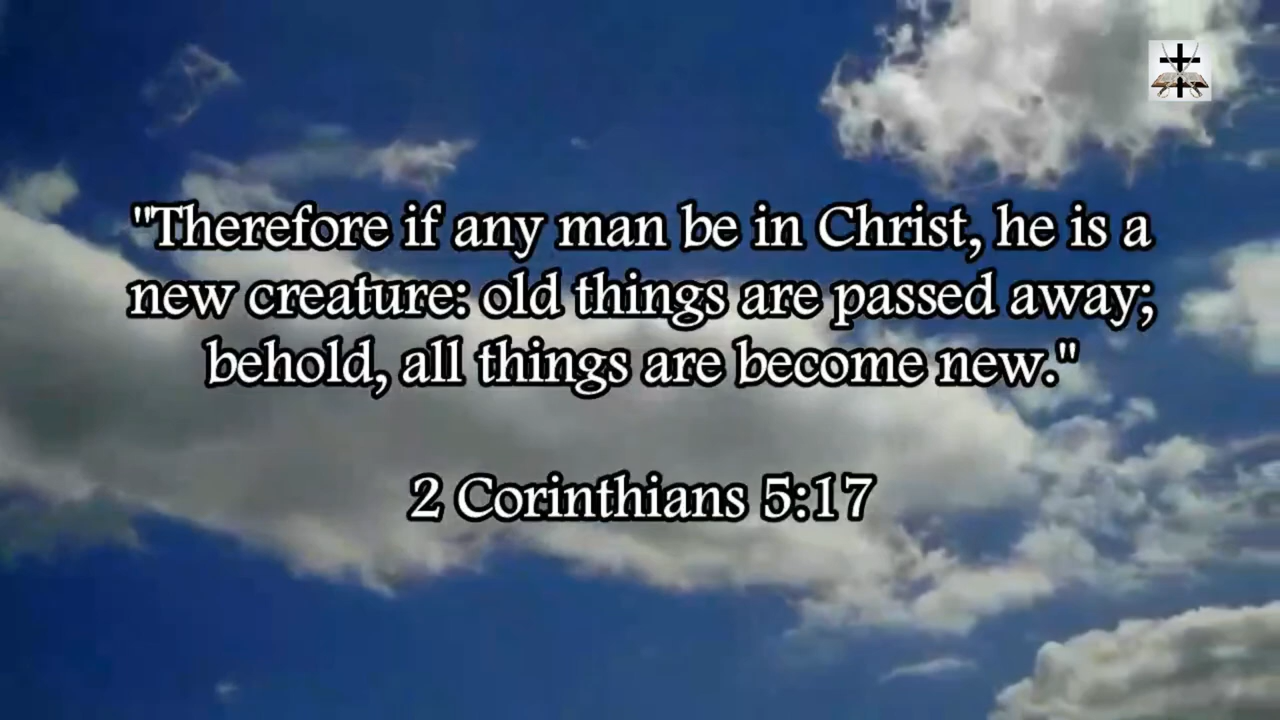 "Therefore if any man be in Christ, he is a
new creature: old things are passed away;
behold, all things are become new."
2 Corinthians 5:17